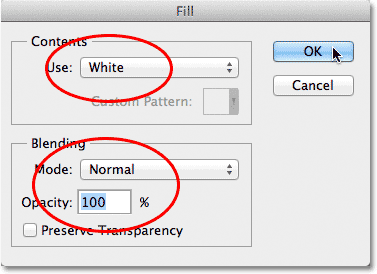 Fill
Contents
Use: White
Custom Pattern:
OK
Cancel
Blending
Mode: Normal
Opacity: 100 %
Preserve Transparency